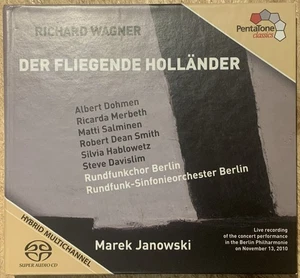 RICHARD WAGNER
PentaTone
classics
DER FLIEGENDE HOLLÄNDER
Albert Dohmen
Ricarda Merbeth
Matti Salminen
Robert Dean Smith
Silvia Hablowetz
Steve Davislim
Rundfunkchor Berlin
Rundfunk-Sinfonieorchester Berlin
HYBRID MULTICHANNEL
SUPER AUDIO CD
Marek Janowski
Live recording
of the concert performance
in the Berlin Philharmonie
on November 13, 2010